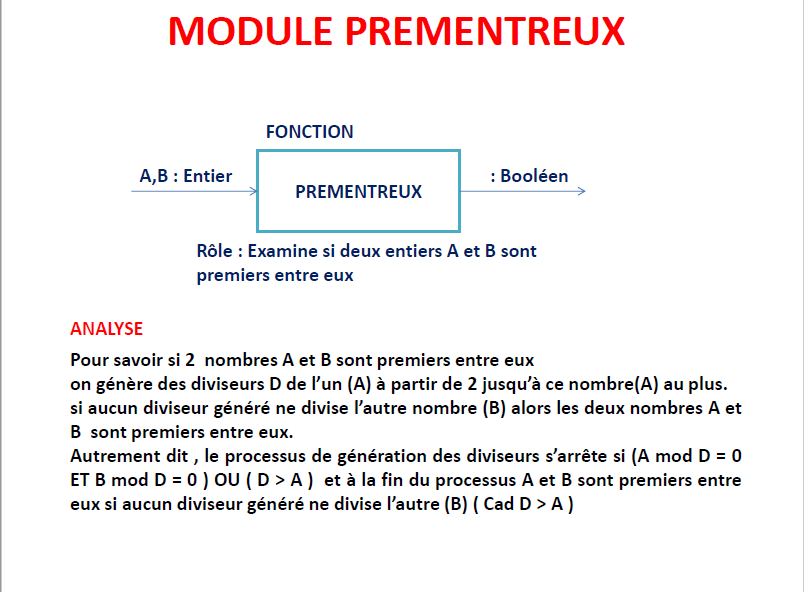 MODULE PREMENTREUX
FONCTION
A,B : Entier
PREMENTREUX
: Booléen
Rôle : Examine si deux entiers A et B sont
premiers entre eux
ANALYSE
Pour savoir si 2 nombres A et B sont premiers entre eux
on génère des diviseurs D de l’un (A) à partir de 2 jusqu’à ce nombre(A) au plus.
si aucun diviseur généré ne divise l’autre nombre (B) alors les deux nombres A et
B sont premiers entre eux.
Autrement dit , le processus de génération des diviseurs s’arrête si (A mod D = 0
ET B mod D = 0 ) OU ( D > A ) et à la fin du processus A et B sont premiers entre
eux si aucun diviseur généré ne divise l’autre (B) ( Cad D > A )